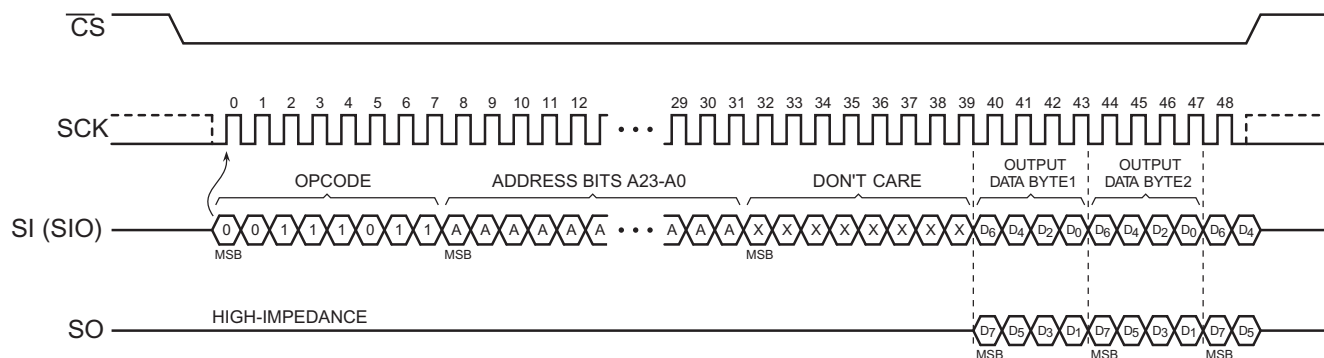 CS
0 1 2 3 4 5 6 7 8 9 10 11 12 29 30 31 32 33 34 35 36 37 38 39 40 41 42 43 44 45 46 47 48
SCK
OPCODE ADDRESS BITS A23-A0 DON'T CARE OUTPUT DATA BYTE1 OUTPUT DATA BYTE2
SI (SIO) 0 0 1 1 1 0 1 1 A A A A A A A A A X X X X X X X X D6 D4 D2 D0 D6 D4 D2 D0 D6 D4
MSB MSB MSB
HIGH-IMPEDANCE
SO D7 D5 D3 D1 D7 D5 D3 D1 D7 D5
MSB MSB MSB